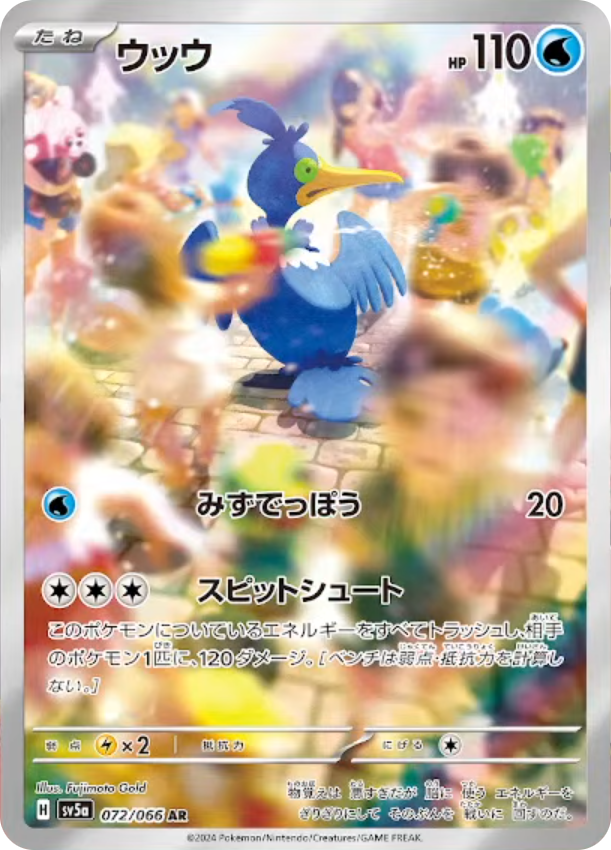 たね
ウッウ
HP 110
みずでっぽう 20
スピットシュート
このポケモンについているエネルギーをすべてトラッシュし、相手
のポケモン1匹に、120ダメージ。[ベンチは弱点・抵抗力を計算し
ない。]
弱点 ×2 抵抗力 にげる
Illus. Fujimoto Gold
H sv5a 072/066 AR
物覚えは 悪すぎだが 脳に 使う エネルギーを
ぎりぎりにして そのぶんを 戦いに 回すのだ。
©2024 Pokémon/Nintendo/Creatures/GAME FREAK.